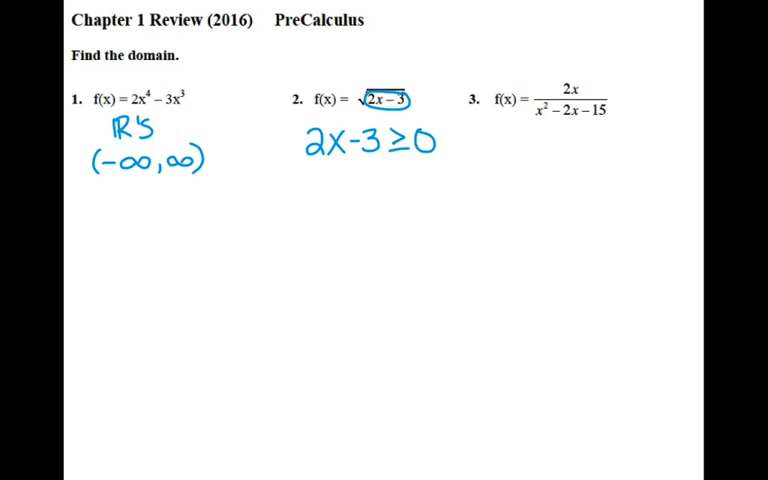 Chapter 1 Review (2016) PreCalculus
Find the domain.
1. f(x) = 2x⁴ – 3x³
ℝ's
(-∞, ∞)
2. f(x) = √(2x – 3)
2x-3 ≥ 0
3. f(x) = 2x / (x² – 2x – 15)